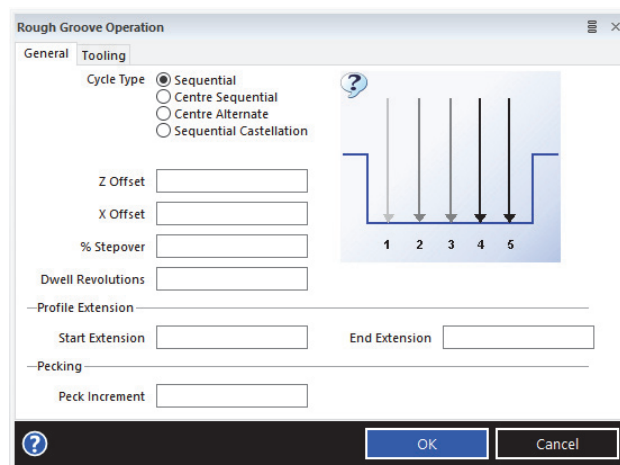 Rough Groove Operation
General Tooling
Cycle Type Sequential
Centre Sequential
Centre Alternate
Sequential Castellation
Z Offset
X Offset
% Stepover
Dwell Revolutions
1 2 3 4 5
Profile Extension
Start Extension End Extension
Pecking
Peck Increment
OK Cancel